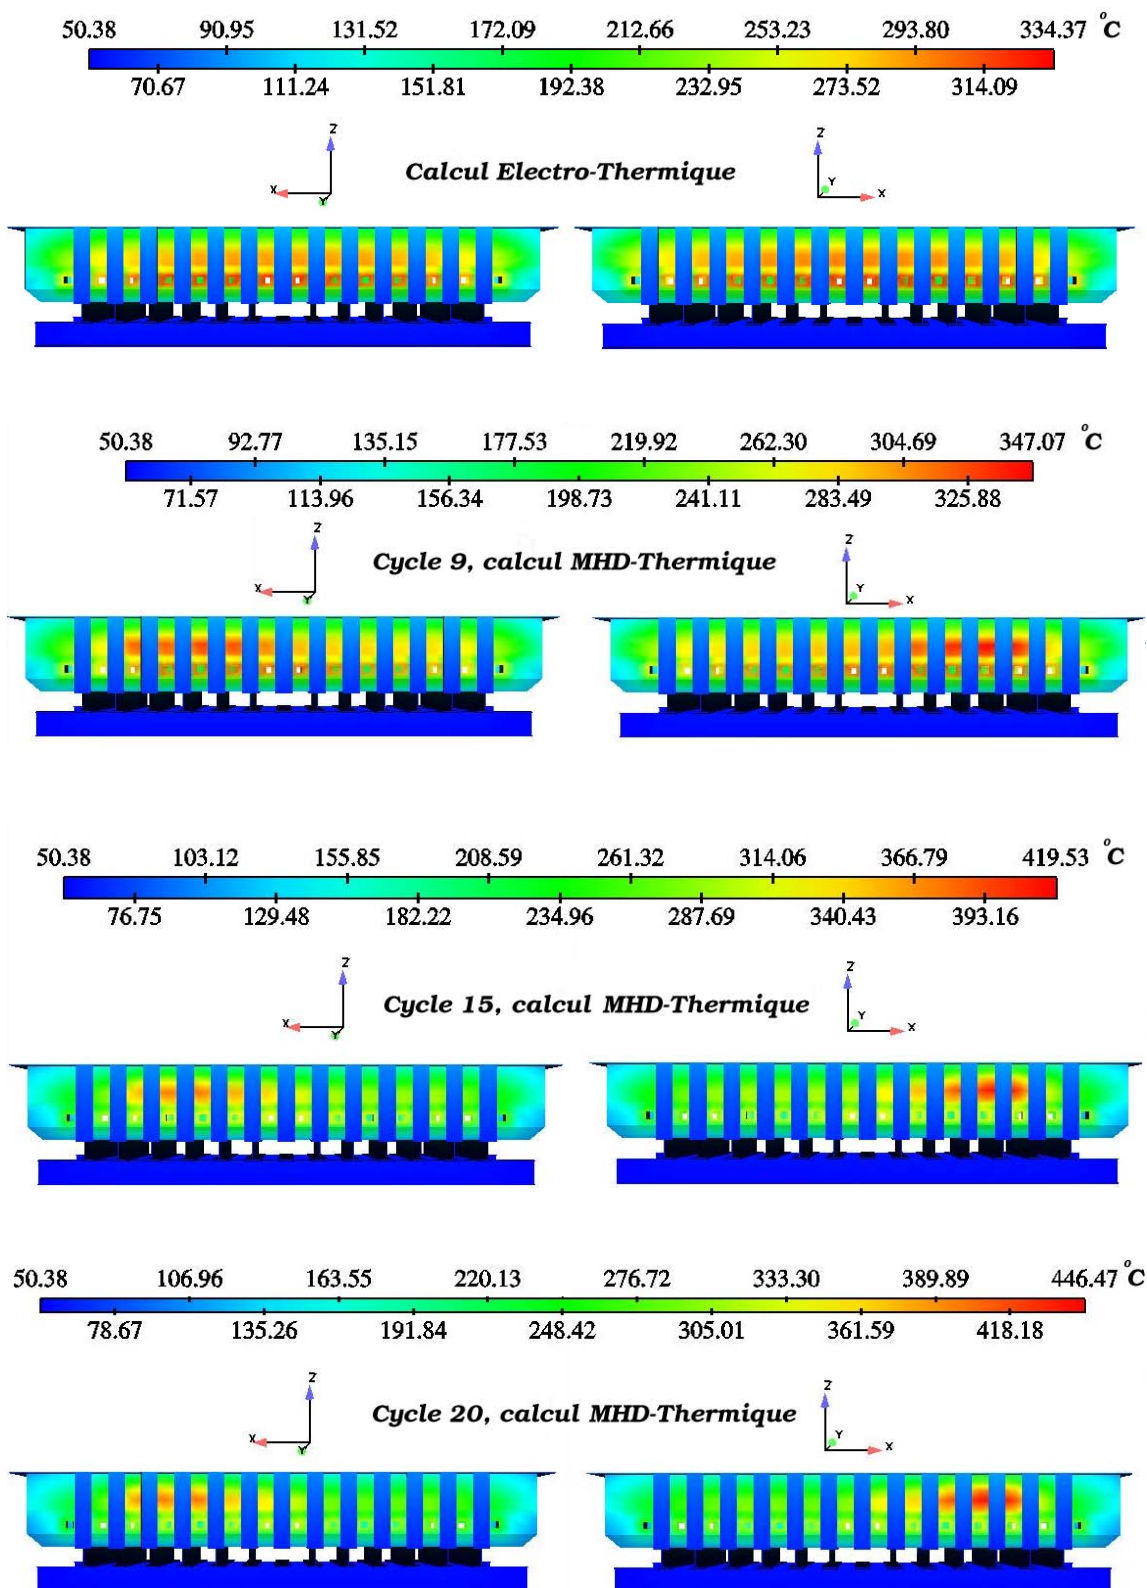 50.38 90.95 131.52 172.09 212.66 253.23 293.80 334.37 °C
70.67 111.24 151.81 192.38 232.95 273.52 314.09
Z Z
Calcul Electro-Thermique
X Y Y X
50.38 92.77 135.15 177.53 219.92 262.30 304.69 347.07 °C
71.57 113.96 156.34 198.73 241.11 283.49 325.88
Z Z
Cycle 9, calcul MHD-Thermique
X Y Y X
50.38 103.12 155.85 208.59 261.32 314.06 366.79 419.53 °C
76.75 129.48 182.22 234.96 287.69 340.43 393.16
Z Z
Cycle 15, calcul MHD-Thermique
X Y Y X
50.38 106.96 163.55 220.13 276.72 333.30 389.89 446.47 °C
78.67 135.26 191.84 248.42 305.01 361.59 418.18
Z Z
Cycle 20, calcul MHD-Thermique
X Y Y X